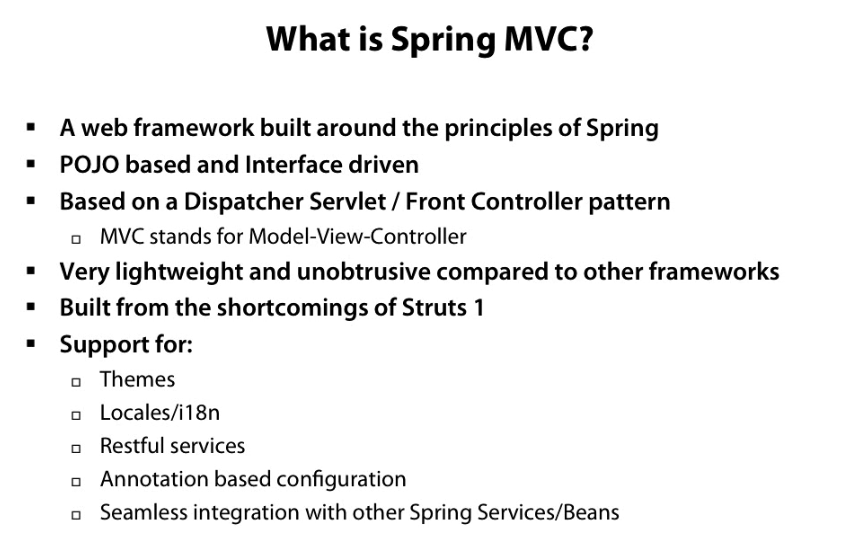 What is Spring MVC?
▪ A web framework built around the principles of Spring
▪ POJO based and Interface driven
▪ Based on a Dispatcher Servlet / Front Controller pattern
▫ MVC stands for Model-View-Controller
▪ Very lightweight and unobtrusive compared to other frameworks
▪ Built from the shortcomings of Struts 1
▪ Support for:
▫ Themes
▫ Locales/i18n
▫ Restful services
▫ Annotation based configuration
▫ Seamless integration with other Spring Services/Beans